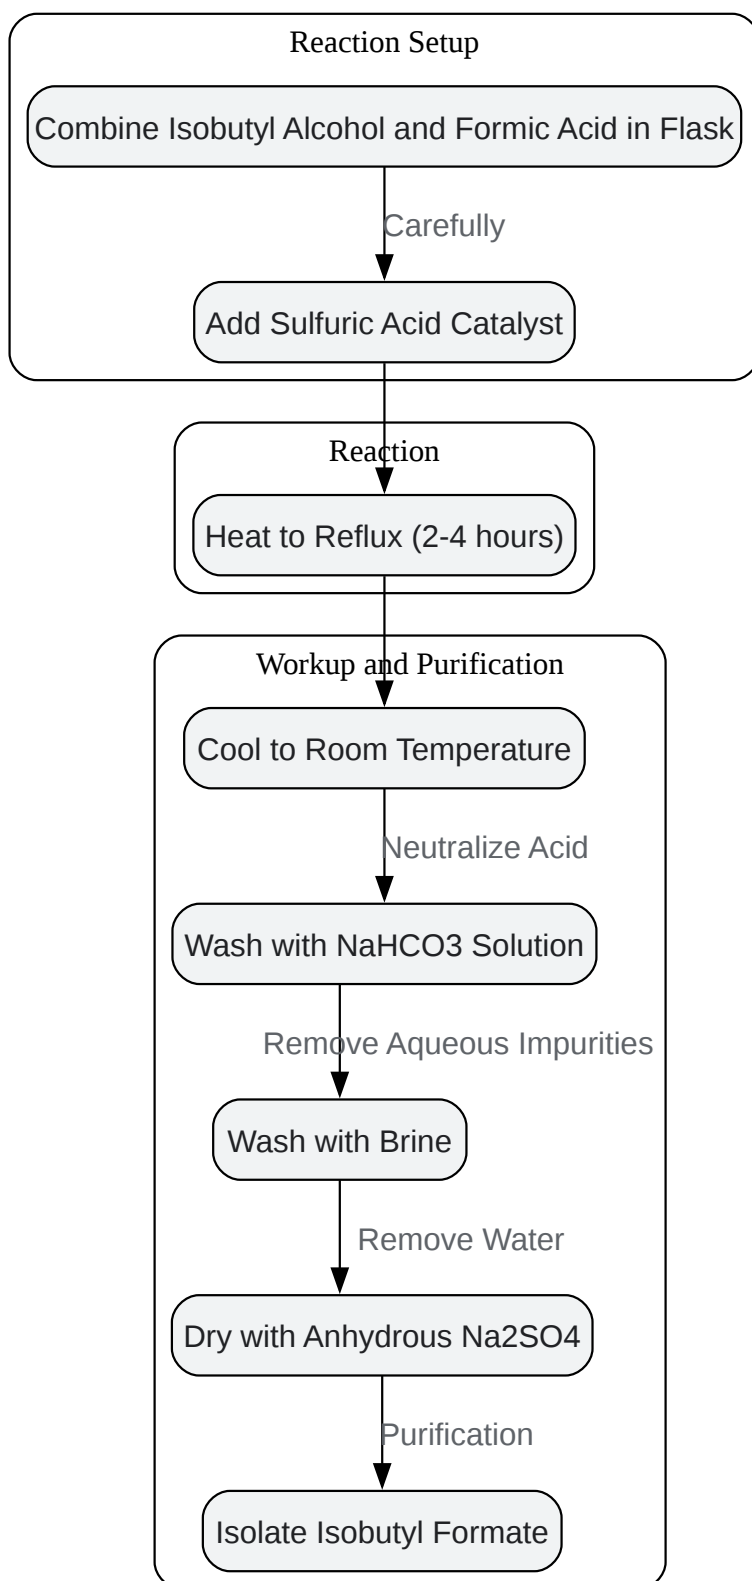 Reaction Setup
Combine Isobutyl Alcohol and Formic Acid in Flask
Carefully
Add Sulfuric Acid Catalyst
Reaction
Heat to Reflux (2-4 hours)
Workup and Purification
Cool to Room Temperature
Neutralize Acid
Wash with NaHCO3 Solution
Remove Aqueous Impurities
Wash with Brine
Remove Water
Dry with Anhydrous Na2SO4
Purification
Isolate Isobutyl Formate